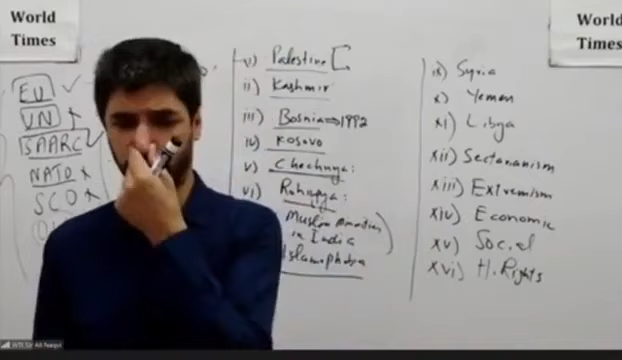 World
Times
World
Times
EU
UN
SAARC
NATO
SCO
v) Palestine
ii) Kashmir
iii) Bosnia => 1992
iv) Kosovo
v) Chechnya:
vi) Rohingya:
Muslim
in India
Islamophobia
ix) Syria
x) Yemen
xi) Libya
xii) Sectarianism
xiii) Extremism
xiv) Economic
xv) Social
xvi) H. Rights